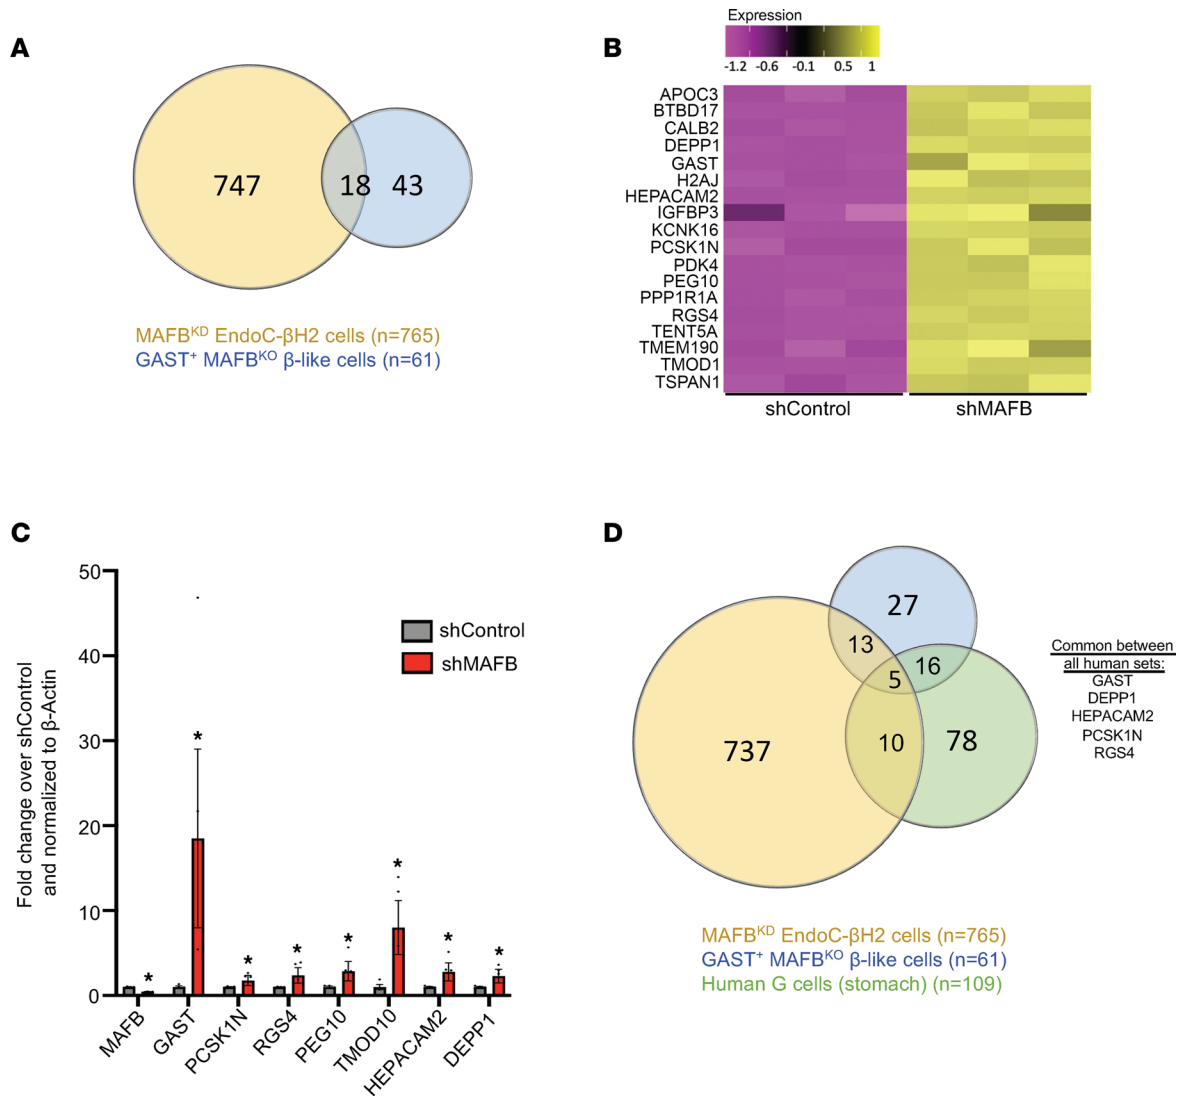 A
747
18
43
MAFBKD EndoC-βH2 cells (n=765)
GAST+ MAFBKO β-like cells (n=61)
B
Expression
-1.2 -0.6 -0.1 0.5 1
APOC3
BTBD17
CALB2
DEPP1
GAST
H2AJ
HEPACAM2
IGFBP3
KCNK16
PCSK1N
PDK4
PEG10
PPP1R1A
RGS4
TENT5A
TMEM190
TMOD1
TSPAN1
shControl
shMAFB
C
Fold change over shControl
and normalized to β-Actin
50
40
30
20
10
0
shControl
shMAFB
*
*
*
*
*
*
*
*
MAFB
GAST
PCSK1N
RGS4
PEG10
TMOD10
HEPACAM2
DEPP1
D
27
13
16
5
737
10
78
Common between
all human sets:
GAST
DEPP1
HEPACAM2
PCSK1N
RGS4
MAFBKD EndoC-βH2 cells (n=765)
GAST+ MAFBKO β-like cells (n=61)
Human G cells (stomach) (n=109)